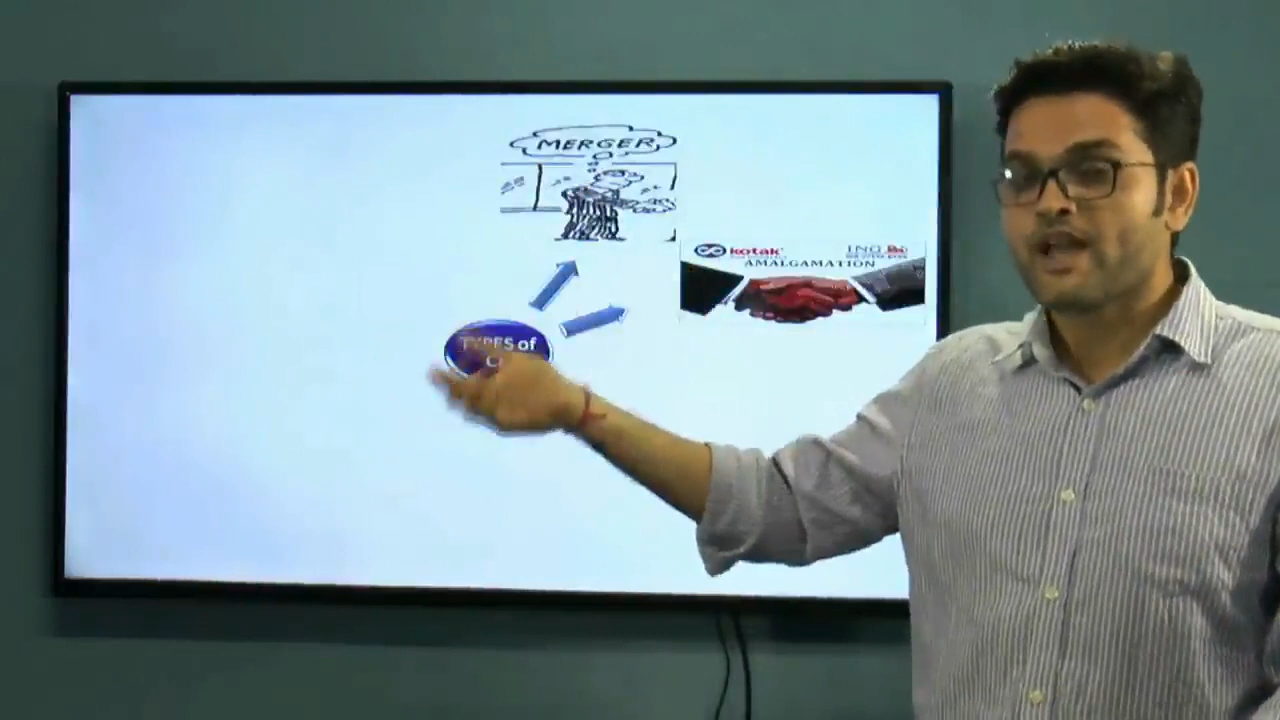 MERGER
kotak
ING
AMALGAMATION
TYPES of